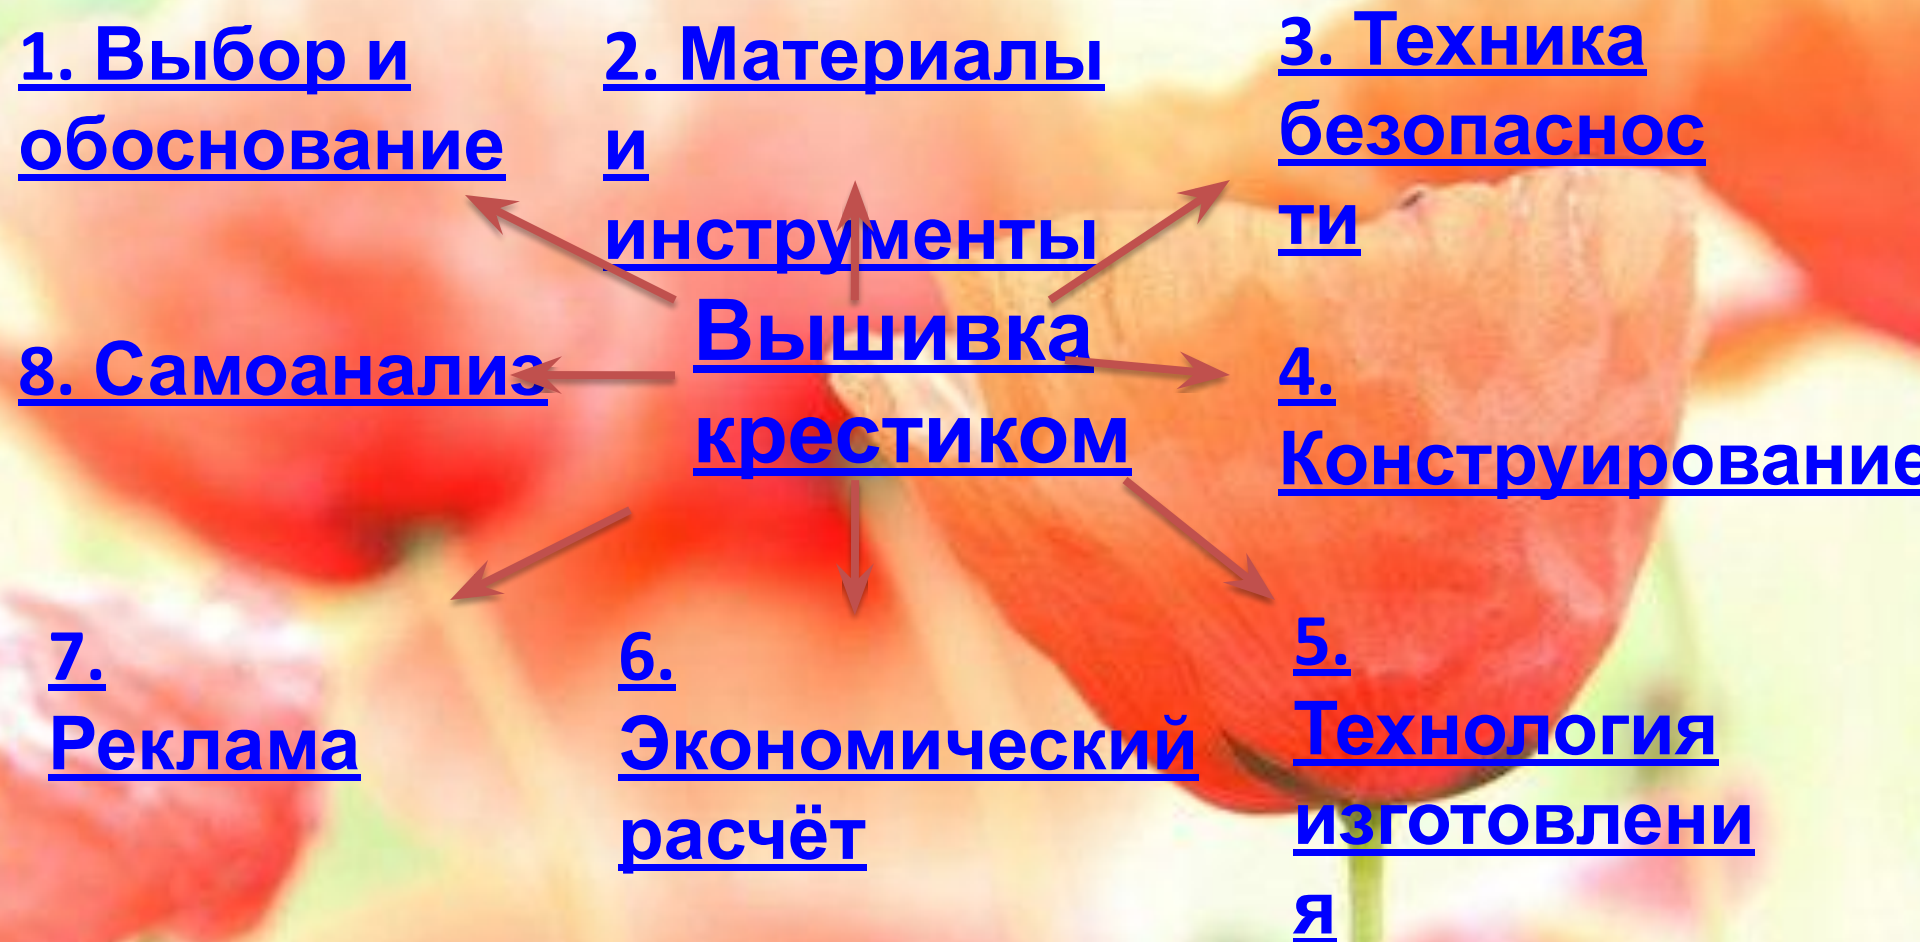 1. Выбор и
обоснование
2. Материалы
и
инструменты
3. Техника
безопаснос
ти
Вышивка
крестиком
8. Самоанализ
4.
Конструирование
7.
Реклама
6.
Экономический
расчёт
5.
Технология
изготовлени
я